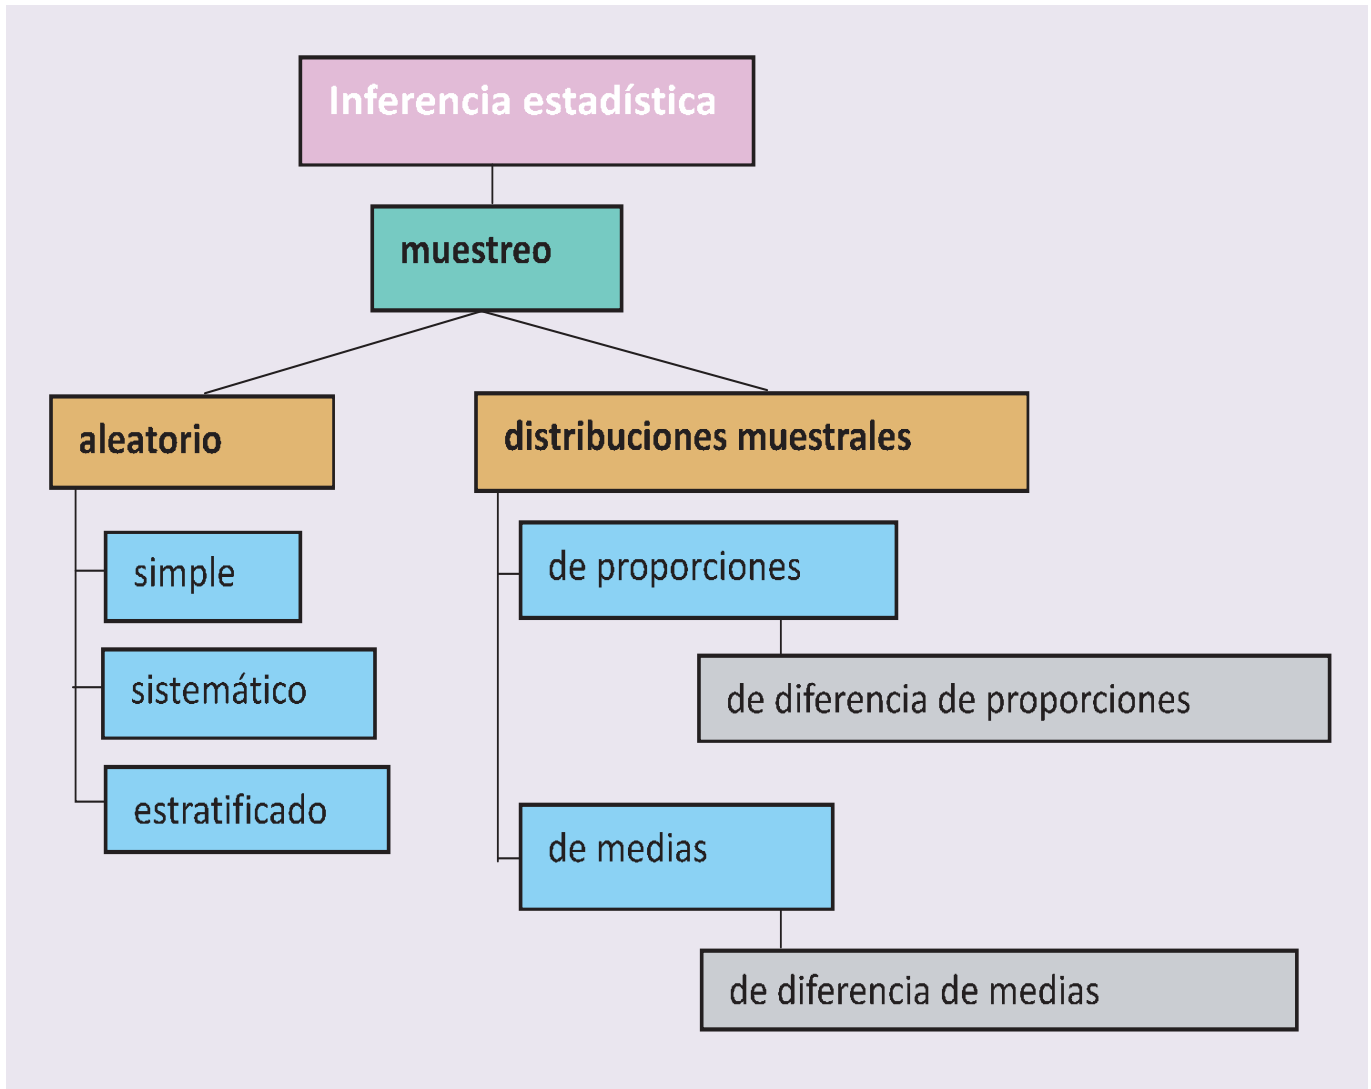 Inferencia estadística
muestreo
aleatorio
simple
sistemático
estratificado
distribuciones muestrales
de proporciones
de diferencia de proporciones
de medias
de diferencia de medias